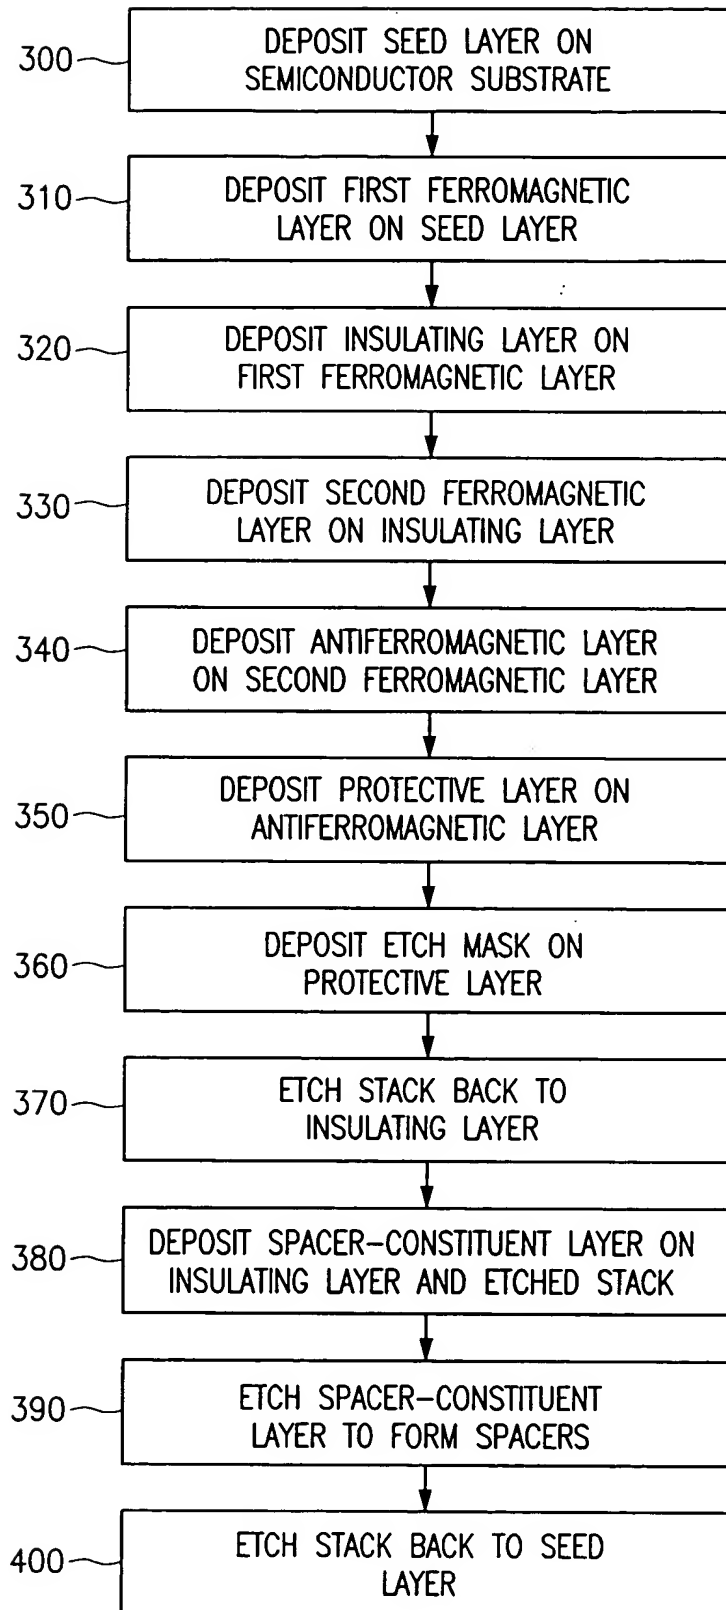 300
DEPOSIT SEED LAYER ON
SEMICONDUCTOR SUBSTRATE
310
DEPOSIT FIRST FERROMAGNETIC
LAYER ON SEED LAYER
320
DEPOSIT INSULATING LAYER ON
FIRST FERROMAGNETIC LAYER
330
DEPOSIT SECOND FERROMAGNETIC
LAYER ON INSULATING LAYER
340
DEPOSIT ANTIFERROMAGNETIC LAYER
ON SECOND FERROMAGNETIC LAYER
350
DEPOSIT PROTECTIVE LAYER ON
ANTIFERROMAGNETIC LAYER
360
DEPOSIT ETCH MASK ON
PROTECTIVE LAYER
370
ETCH STACK BACK TO
INSULATING LAYER
380
DEPOSIT SPACER-CONSTITUENT LAYER ON
INSULATING LAYER AND ETCHED STACK
390
ETCH SPACER-CONSTITUENT
LAYER TO FORM SPACERS
400
ETCH STACK BACK TO SEED
LAYER